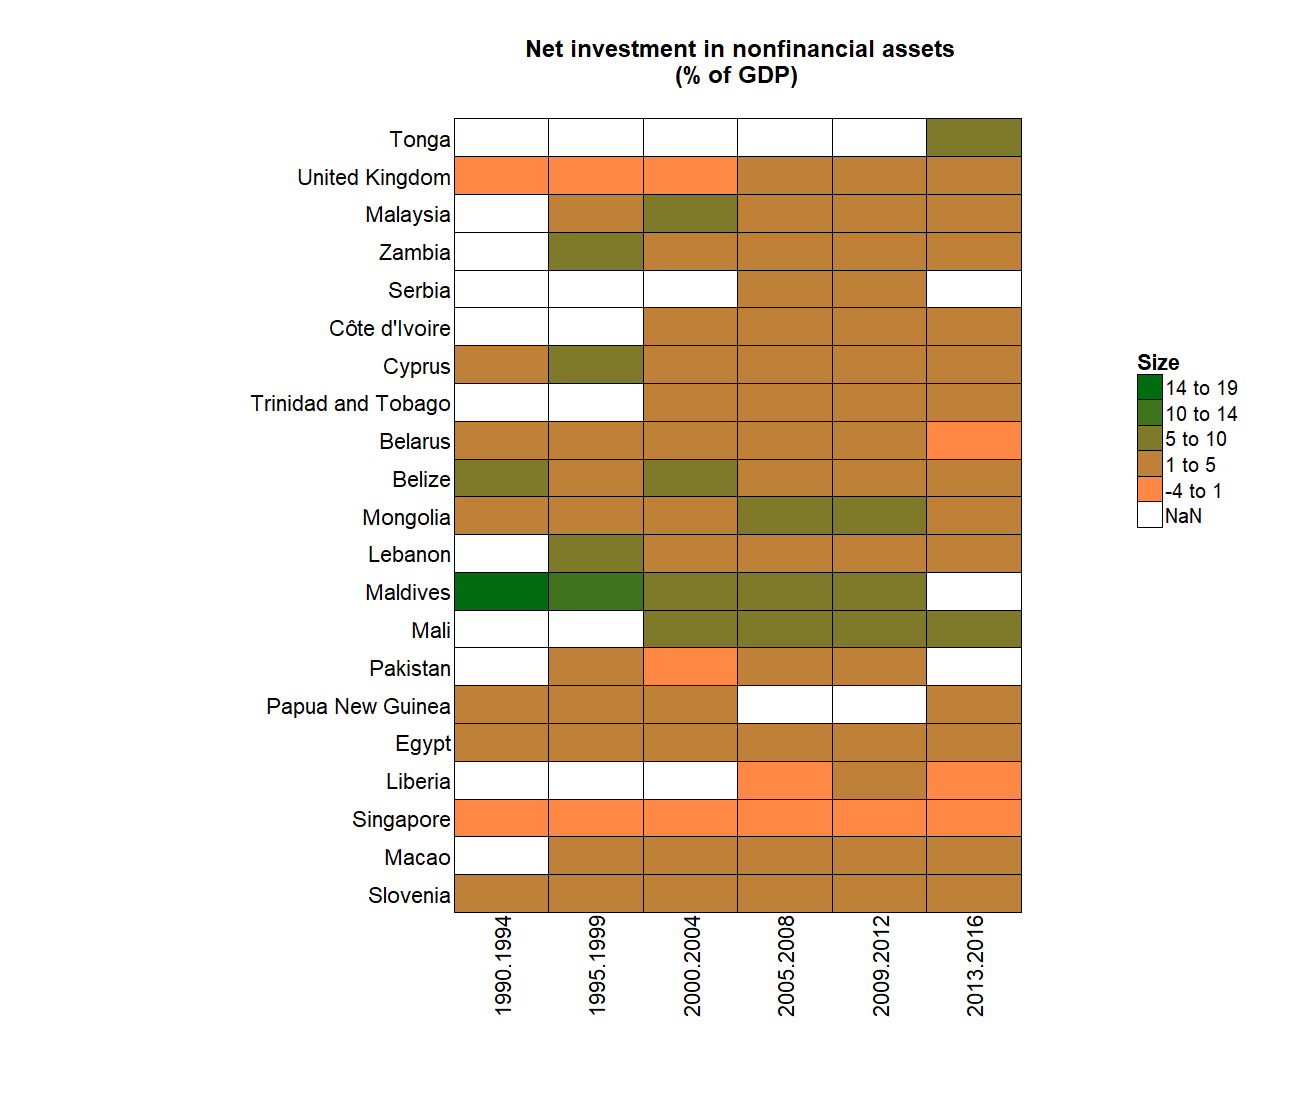 Net investment in nonfinancial assets
(% of GDP)
Tonga
United Kingdom
Malaysia
Zambia
Serbia
Côte d'Ivoire
Cyprus
Trinidad and Tobago
Belarus
Belize
Mongolia
Lebanon
Maldives
Mali
Pakistan
Papua New Guinea
Egypt
Liberia
Singapore
Macao
Slovenia
1990.1994
1995.1999
2000.2004
2005.2008
2009.2012
2013.2016
Size
14 to 19
10 to 14
5 to 10
1 to 5
-4 to 1
NaN